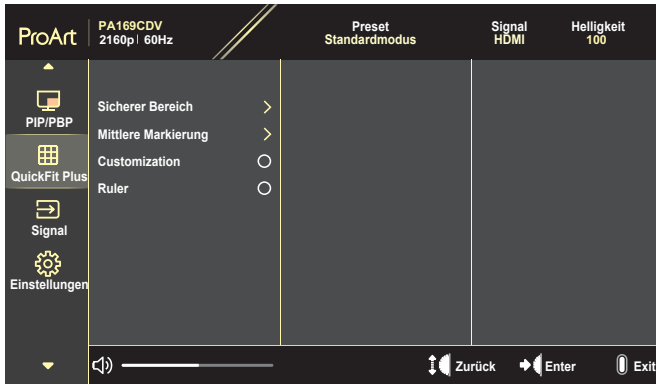 ProArt
PA169CDV
2160p| 60Hz
Preset
Standardmodus
Signal
HDMI
Helligkeit
100
PIP/PBP
QuickFit Plus
Signal
Einstellungen
Sicherer Bereich
Mittlere Markierung
Customization
Ruler
Zurück
Enter
Exit